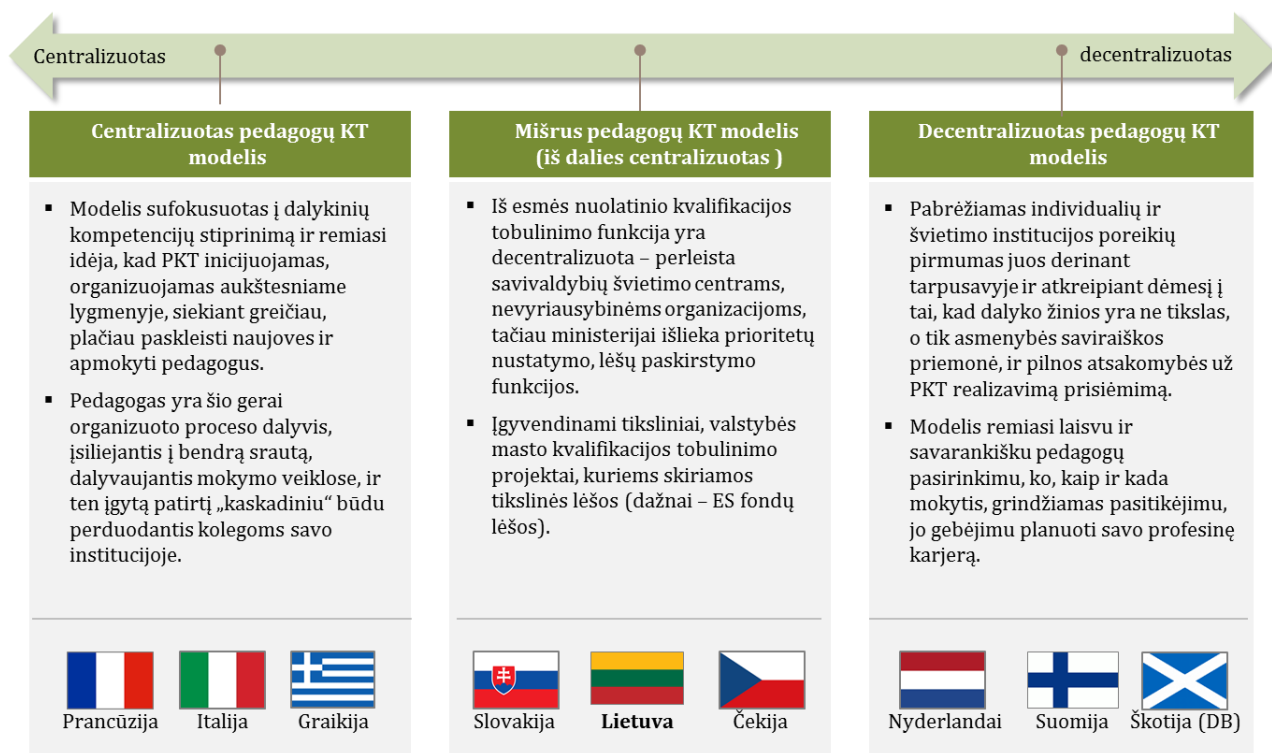 Centralizuotas
decentralizuotas
Centralizuotas pedagogų KT
modelis
▪ Modelis sufokusuotas į dalykinių
kompetencijų stiprinimą ir remiasi
idėja, kad PKT inicijuojamas,
organizuojamas aukštesniame
lygmenyje, siekiant greičiau,
plačiau paskleisti naujoves ir
apmokyti pedagogus.
▪ Pedagogas yra šio gerai
organizuoto proceso dalyvis,
įsiliejantis į bendrą srautą,
dalyvaujantis mokymo veiklose, ir
ten įgytą patirtį „kaskadiniu“ būdu
perduodantis kolegoms savo
institucijoje.
Prancūzija
Italija
Graikija
Mišrus pedagogų KT modelis
(iš dalies centralizuotas )
▪ Iš esmės nuolatinio kvalifikacijos
tobulinimo funkcija yra
decentralizuota – perleista
savivaldybių švietimo centrams,
nevyriausybinėms organizacijoms,
tačiau ministerijai išlieka prioritetų
nustatymo, lėšų paskirstymo
funkcijos.
▪ Įgyvendinami tiksliniai, valstybės
masto kvalifikacijos tobulinimo
projektai, kuriems skiriamos
tikslinės lėšos (dažnai – ES fondų
lėšos).
Slovakija
Lietuva
Čekija
Decentralizuotas pedagogų KT
modelis
▪ Pabrėžiamas individualių ir
švietimo institucijos poreikių
pirmumas juos derinant
tarpusavyje ir atkreipiant dėmesį į
tai, kad dalyko žinios yra ne tikslas,
o tik asmenybės saviraiškos
priemonė, ir pilnos atsakomybės už
PKT realizavimą prisiėmimą.
▪ Modelis remiasi laisvu ir
savarankišku pedagogų
pasirinkimu, ko, kaip ir kada
mokytis, grindžiamas pasitikėjimu,
jo gebėjimu planuoti savo profesinę
karjerą.
Nyderlandai
Suomija
Škotija (DB)